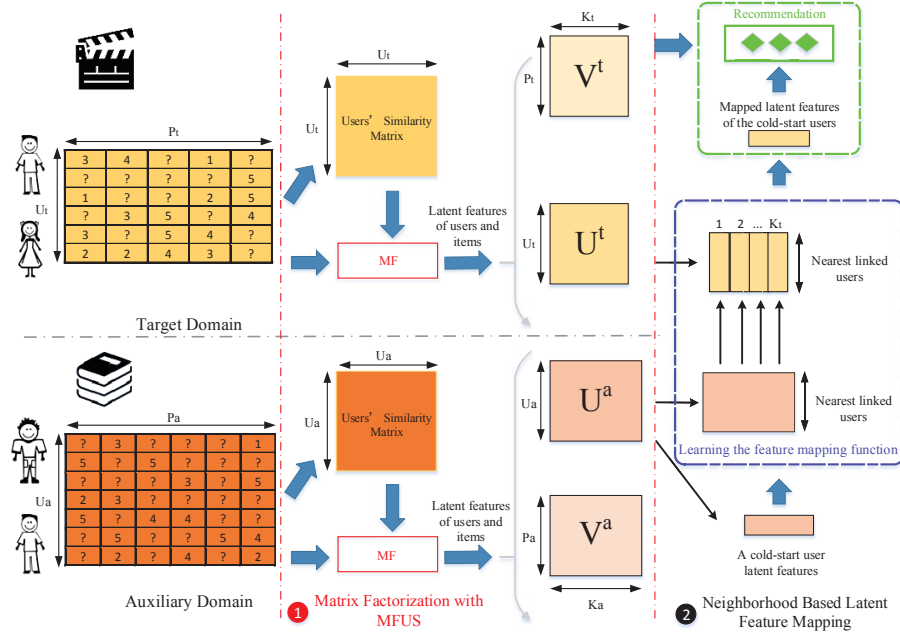 Pt
Ut
3 4 ? 1 ?
? ? ? ? 5
1 ? ? 2 5
? 3 5 ? 4
3 ? 5 4 ?
2 2 4 3 ?
Target Domain
Ut
Ut
Users' Similarity
Matrix
MF
Latent features
of users and
items
Kt
Pt
V^t
Ut
U^t
Recommendation
Mapped latent features
of the cold-start users
1 2 ... Kt
Nearest linked
users
Nearest linked
users
Learning the feature mapping function
A cold-start user
latent features
Pa
Ua
? 3 ? ? ? 1
5 ? 5 ? ? ?
? ? ? 3 ? 5
2 3 ? ? ? ?
5 ? 4 4 ? ?
? 5 ? ? 5 4
? 2 ? 4 ? 2
Auxiliary Domain
Ua
Ua
Users' Similarity
Matrix
MF
Latent features
of users and
items
Ua
U^a
Pa
V^a
Ka
1 Matrix Factorization with
MFUS
2 Neighborhood Based Latent
Feature Mapping